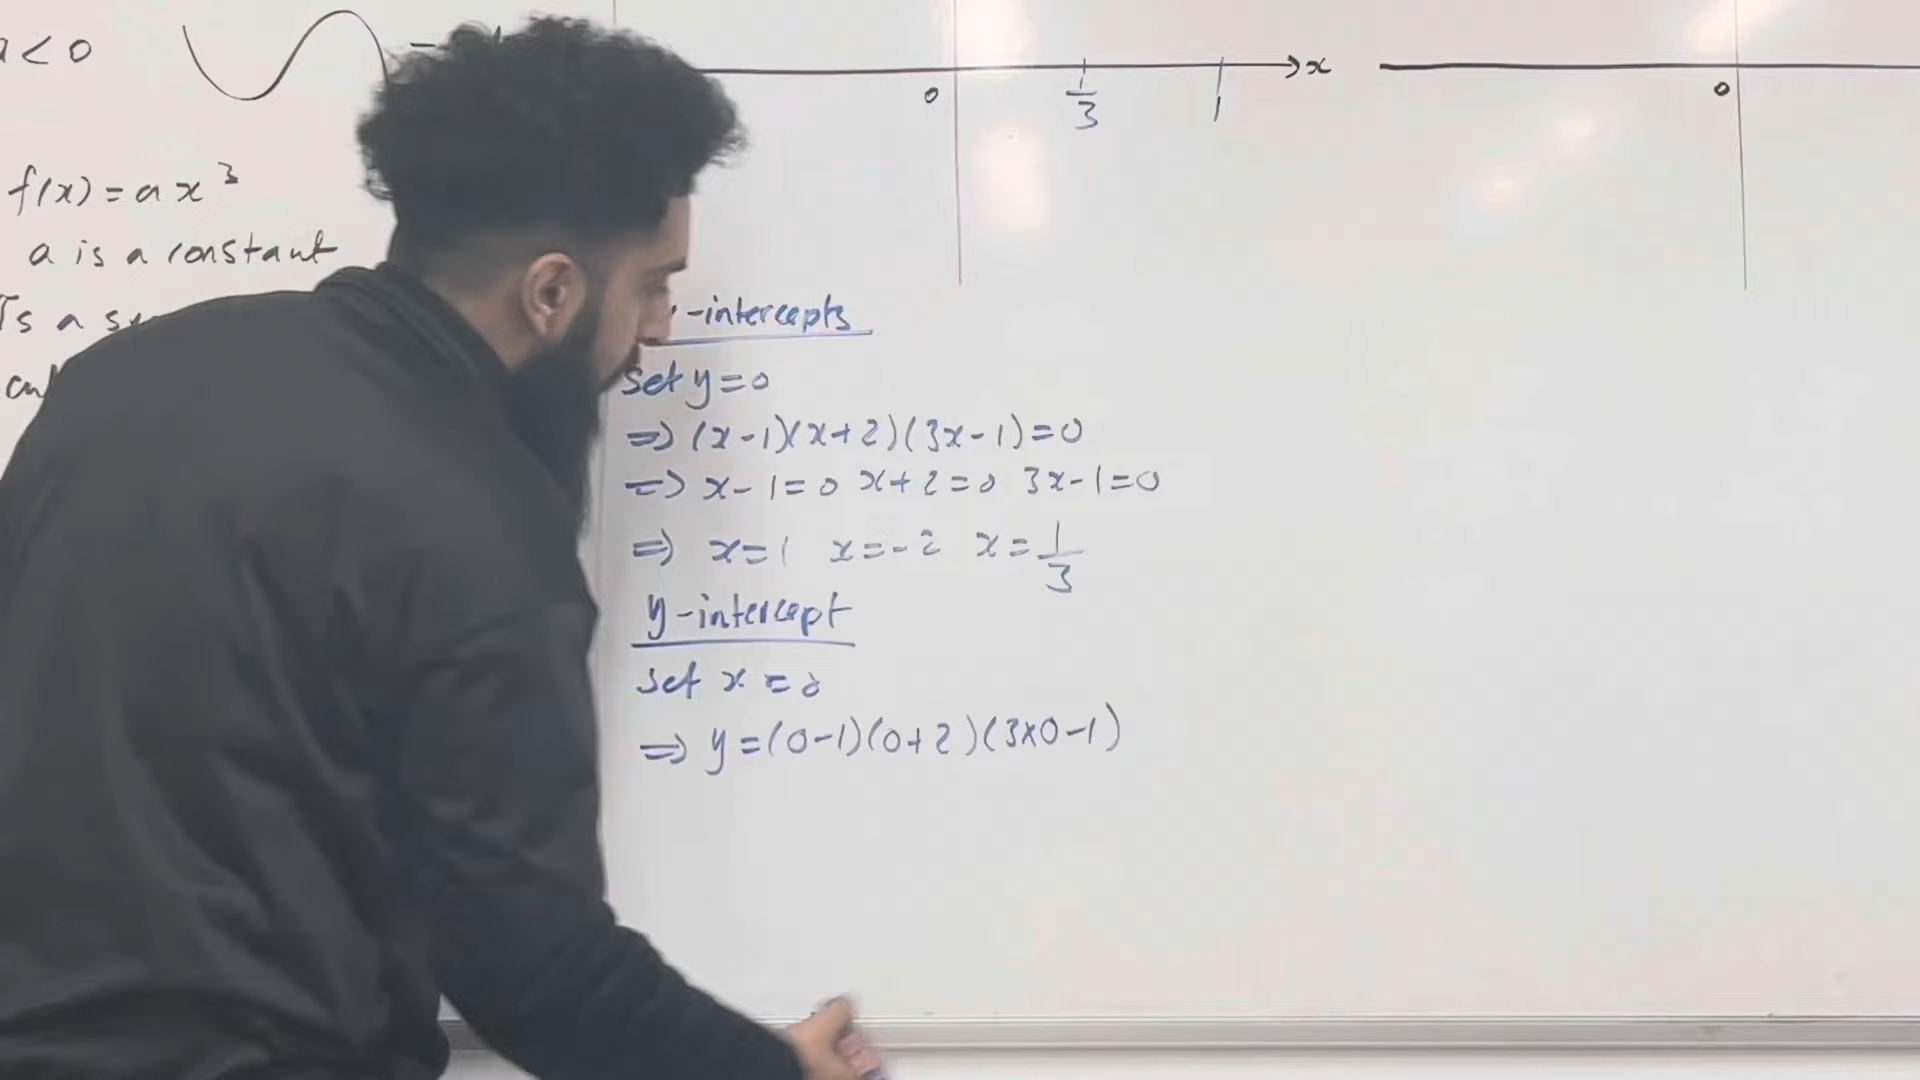 < 0
f(x) = ax³
a is a constant
Is a
x
0
1/3
1
0
-intercepts
Set y=0
⇒ (x-1)(x+2)(3x-1)=0
⇒ x-1=0 x+2=0 3x-1=0
⇒ x=1 x=-2 x=1/3
y-intercept
set x=0
⇒ y=(0-1)(0+2)(3×0-1)